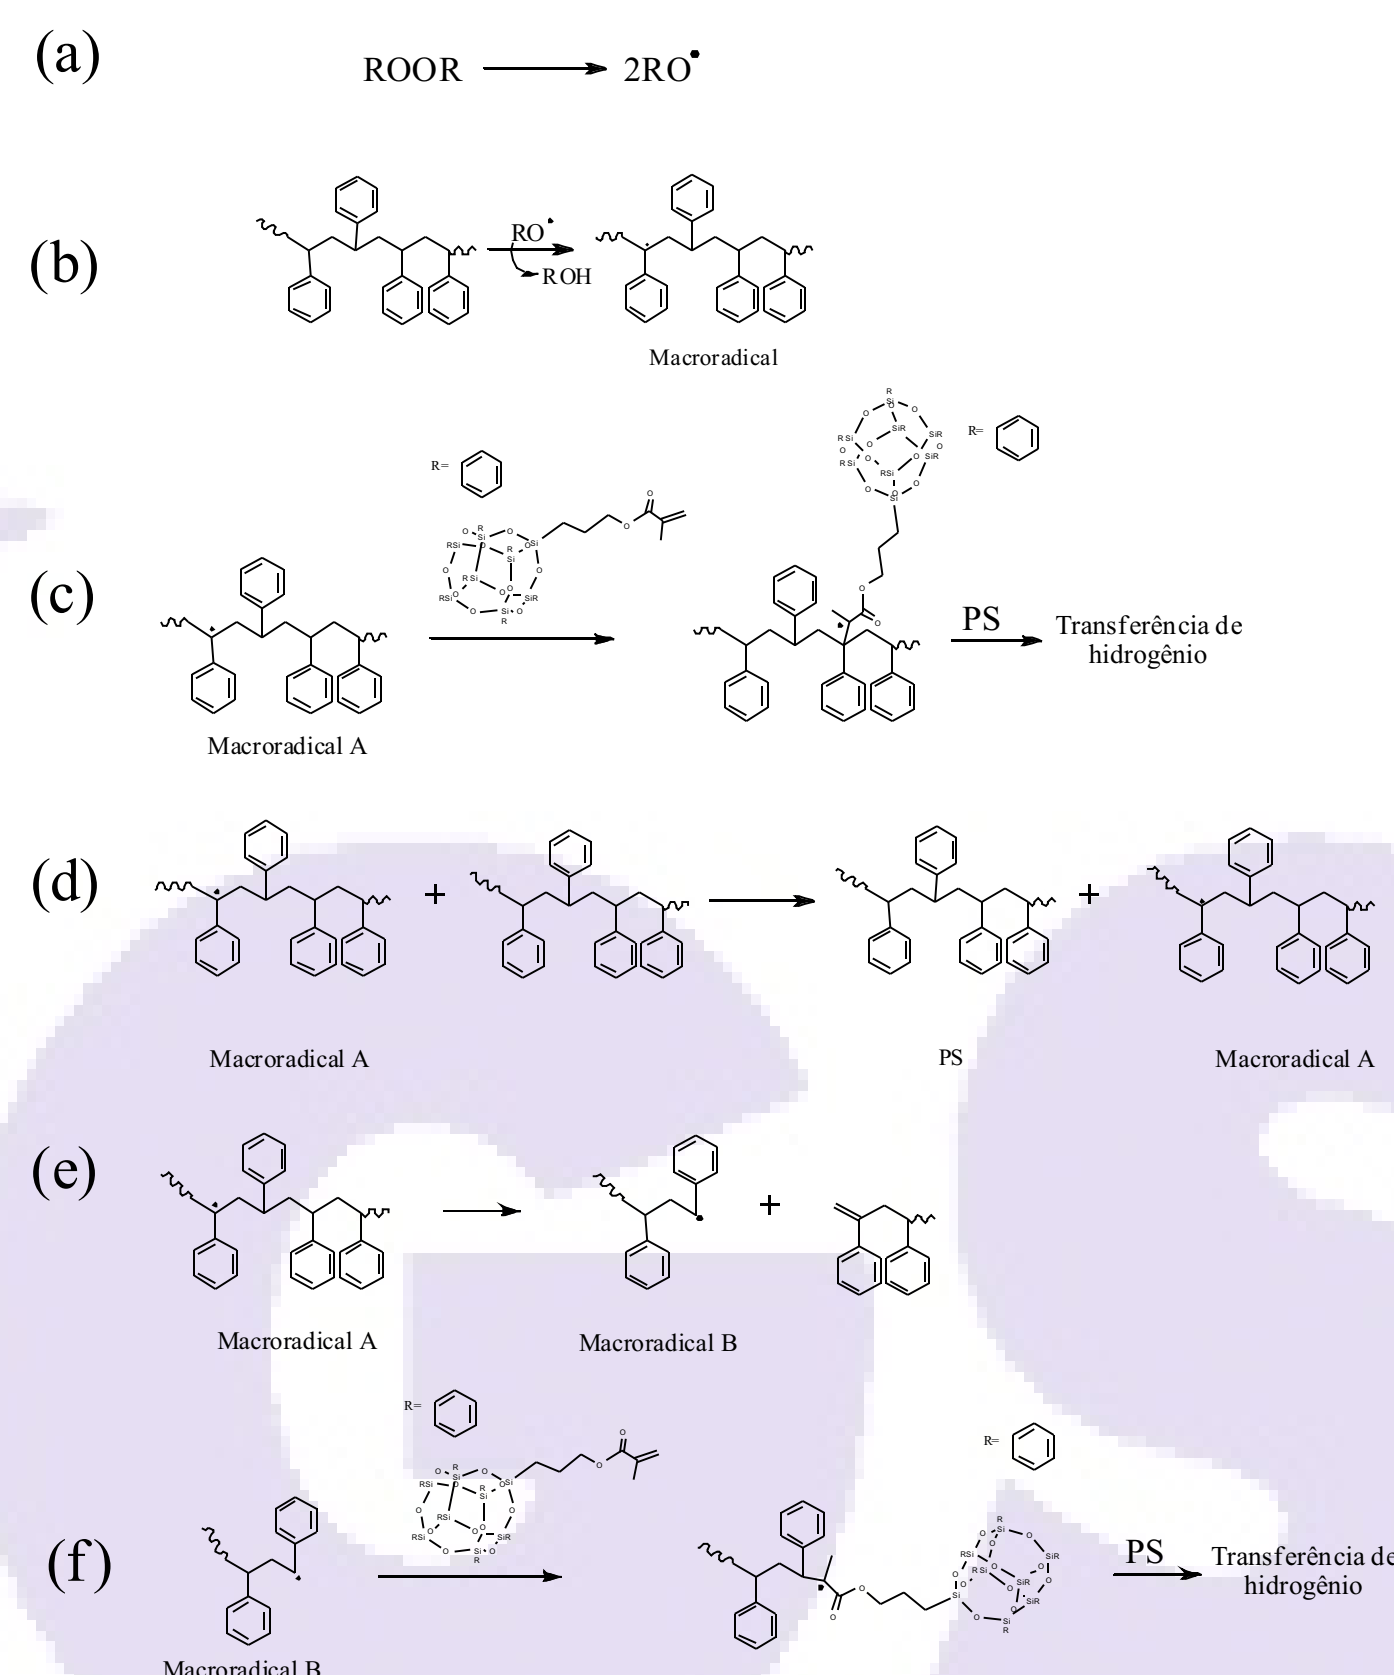 (a)
ROOR
2RO•
(b)
RO•
ROH
Macroradical
(c)
R=
R=
PS
Transferência de
hidrogênio
Macroradical A
(d)
+
+
Macroradical A
PS
Macroradical A
(e)
+
Macroradical A
Macroradical B
(f)
R=
R=
PS
Transferência de
hidrogênio
Macroradical B